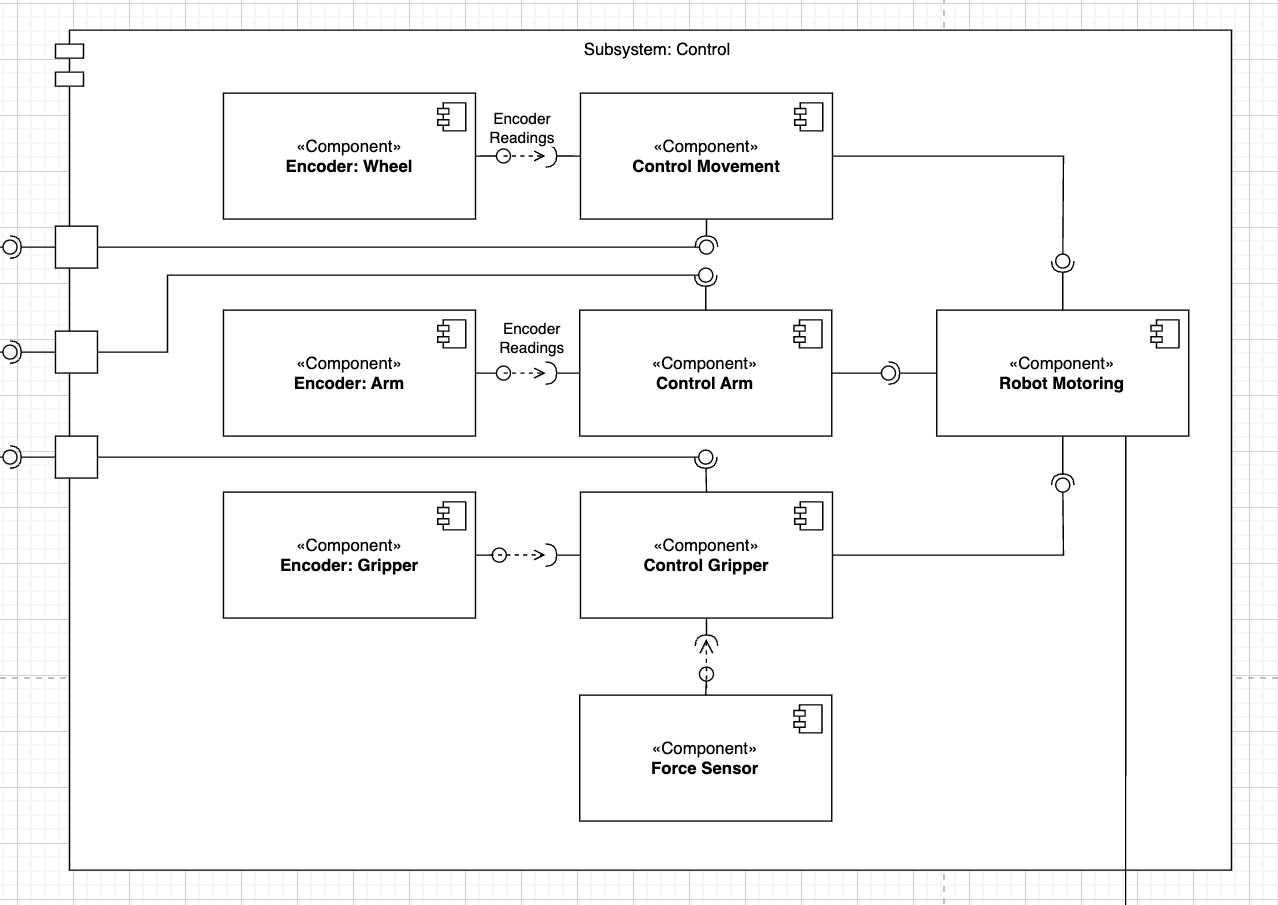 Subsystem: Control
«Component»
Encoder: Wheel
Encoder
Readings
«Component»
Control Movement
«Component»
Encoder: Arm
Encoder
Readings
«Component»
Control Arm
«Component»
Robot Motoring
«Component»
Encoder: Gripper
«Component»
Control Gripper
«Component»
Force Sensor